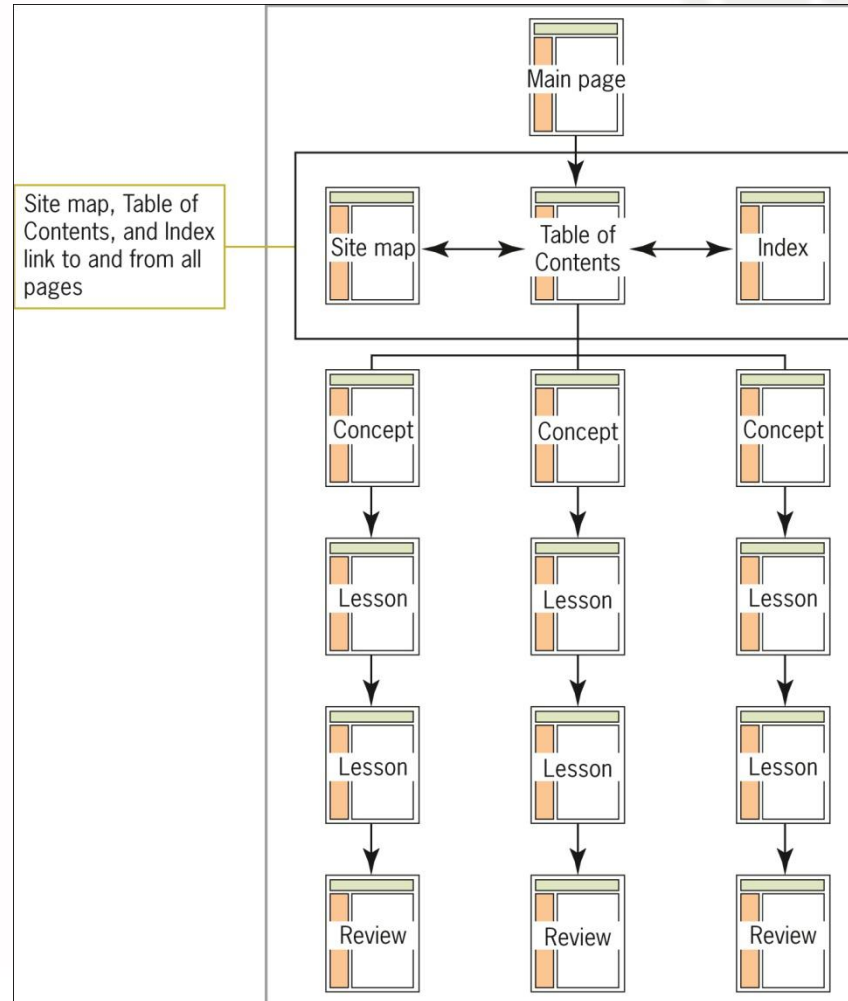 Main page
Site map, Table of
Contents, and Index
link to and from all
pages
Site map
Table of
Contents
Index
Concept
Concept
Concept
Lesson
Lesson
Lesson
Lesson
Lesson
Lesson
Review
Review
Review